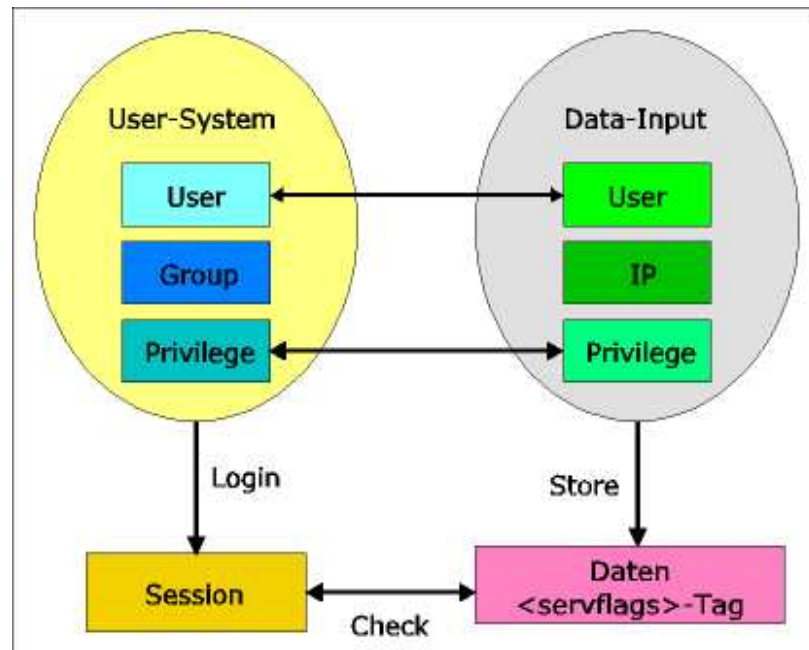 User-System
Data-Input
User
User
Group
IP
Privilege
Privilege
Login
Store
Session
Daten
<servflags>-Tag
Check